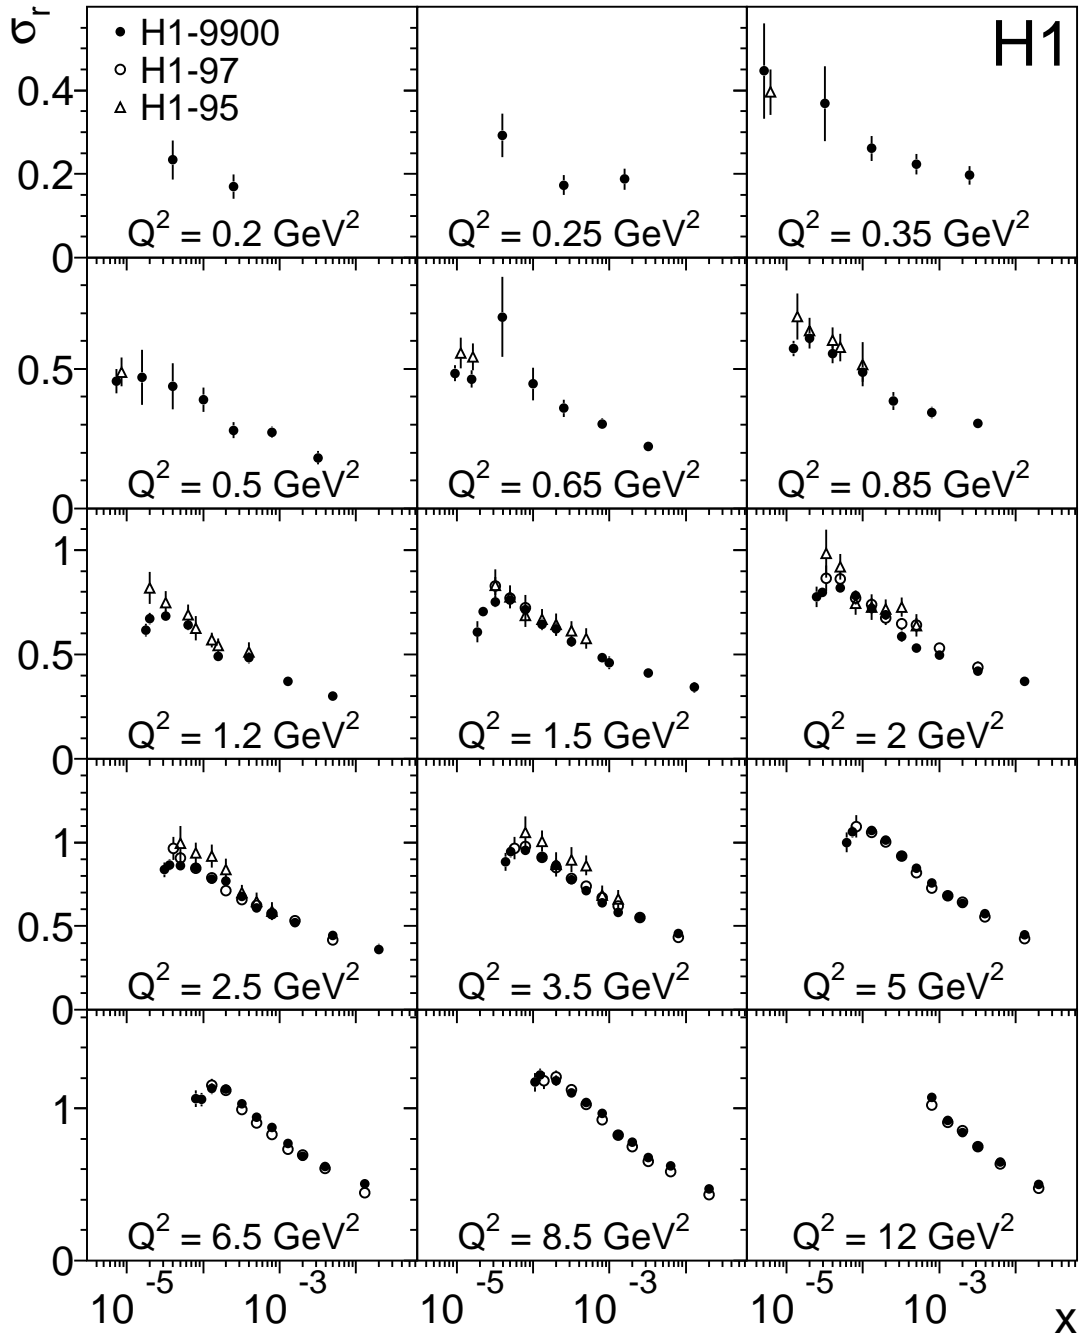 σr
H1-9900
H1-97
H1-95
H1
0.4
0.2
0
Q2 = 0.2 GeV2
Q2 = 0.25 GeV2
Q2 = 0.35 GeV2
0.5
0
Q2 = 0.5 GeV2
Q2 = 0.65 GeV2
Q2 = 0.85 GeV2
1
0.5
0
Q2 = 1.2 GeV2
Q2 = 1.5 GeV2
Q2 = 2 GeV2
1
0.5
0
Q2 = 2.5 GeV2
Q2 = 3.5 GeV2
Q2 = 5 GeV2
1
0
Q2 = 6.5 GeV2
Q2 = 8.5 GeV2
Q2 = 12 GeV2
10-5 10-3 10-5 10-3 10-5 10-3
x